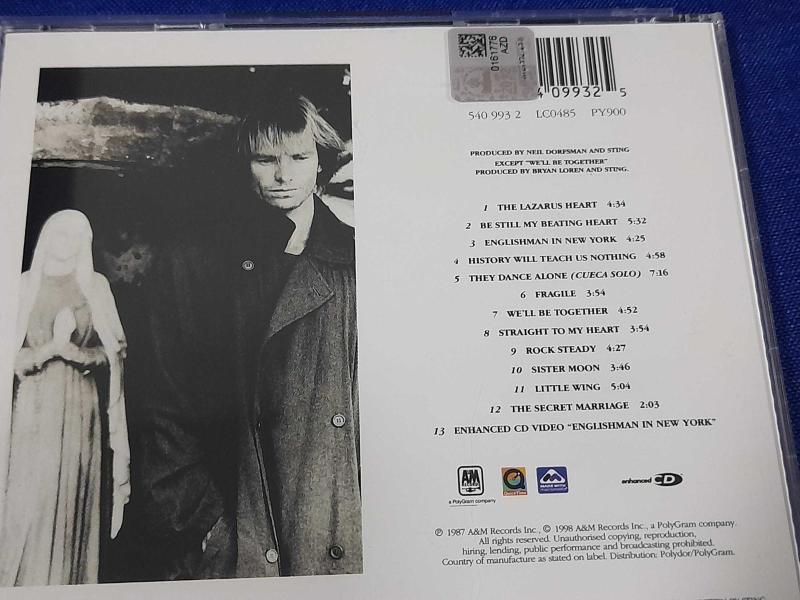 0161776
AZD
409932 5
540 993 2 LC0485 PY900
PRODUCED BY NEIL DORFSMAN AND STING
EXCEPT "WE'LL BE TOGETHER"
PRODUCED BY BRYAN LOREN AND STING.
1 THE LAZARUS HEART 4:34
2 BE STILL MY BEATING HEART 5:32
3 ENGLISHMAN IN NEW YORK 4:25
4 HISTORY WILL TEACH US NOTHING 4:58
5 THEY DANCE ALONE (CUECA SOLO) 7:16
6 FRAGILE 3:54
7 WE'LL BE TOGETHER 4:52
8 STRAIGHT TO MY HEART 3:54
9 ROCK STEADY 4:27
10 SISTER MOON 3:46
11 LITTLE WING 5:04
12 THE SECRET MARRIAGE 2:03
13 ENHANCED CD VIDEO "ENGLISHMAN IN NEW YORK"
A&M
a PolyGram company
QuickTime
MADE WITH
enhanced CD
℗ 1987 A&M Records Inc., © 1998 A&M Records Inc., a PolyGram company.
All rights reserved. Unauthorised copying, reproduction,
hiring, lending, public performance and broadcasting prohibited.
Country of manufacture as stated on label. Distribution: Polydor/PolyGram.